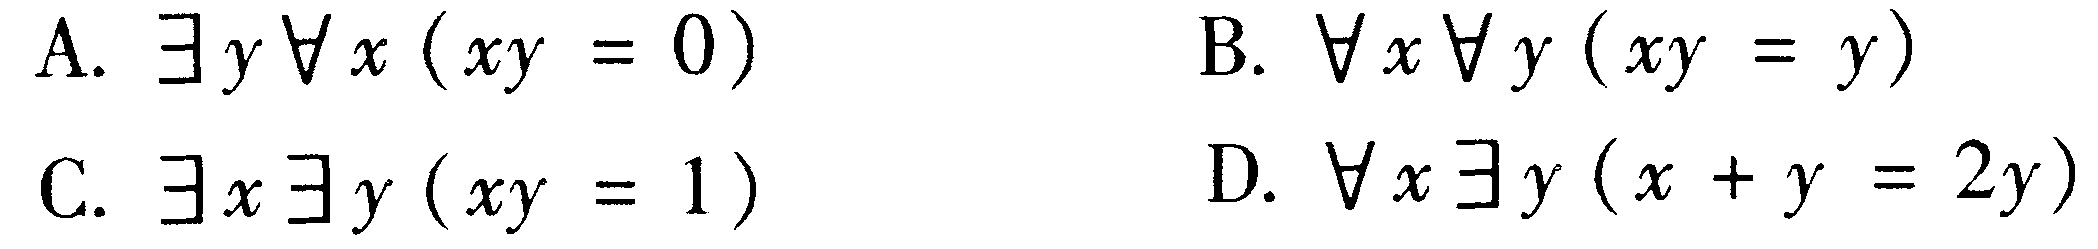 A. ∃y∀x(xy = 0) B. ∀x∀y(xy = y)
C. ∃x∃y(xy = 1) D. ∀x∃y(x + y = 2y)